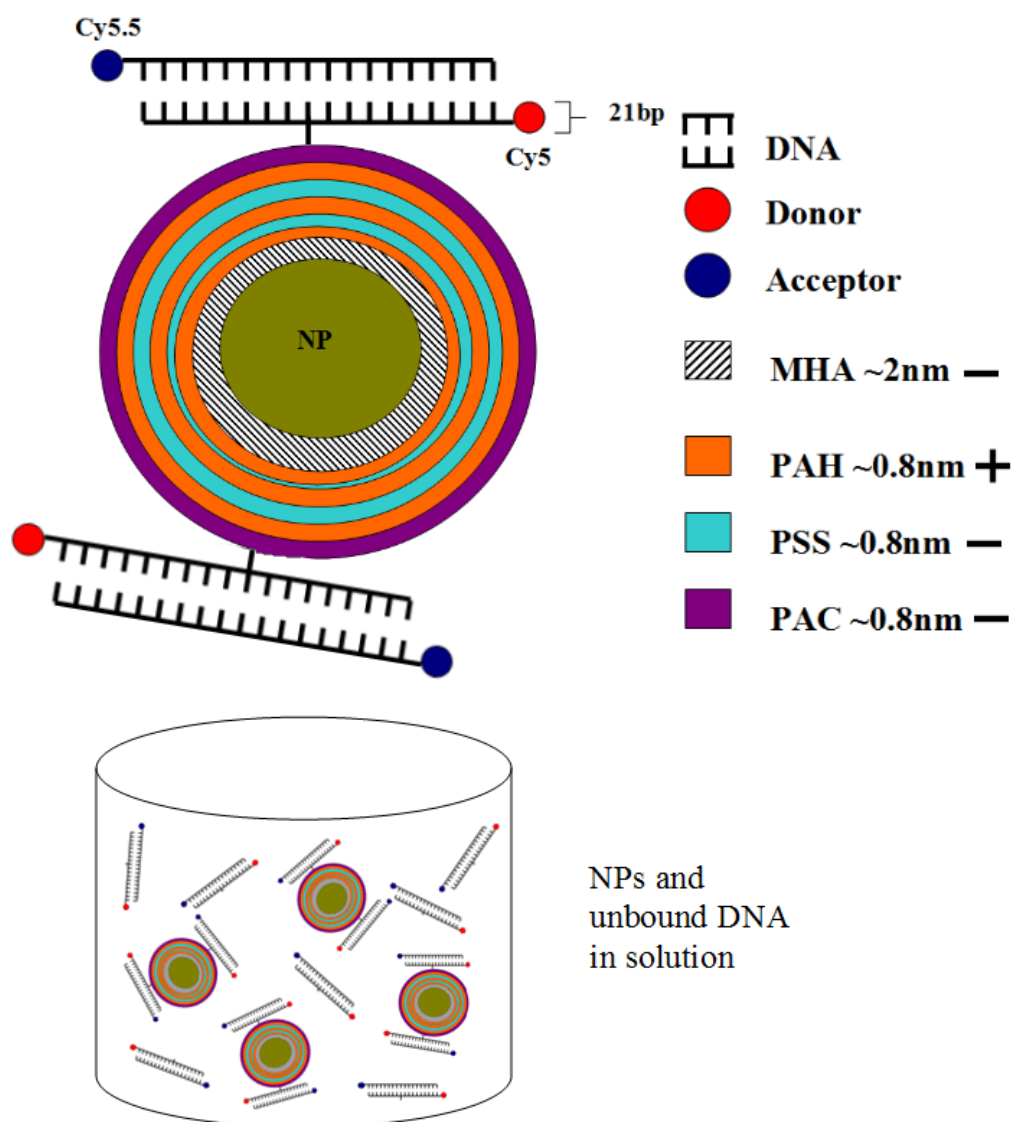 Cy5.5
21bp
Cy5
NP
DNA
Donor
Acceptor
MHA ~2nm −
PAH ~0.8nm +
PSS ~0.8nm −
PAC ~0.8nm −
NPs and
unbound DNA
in solution